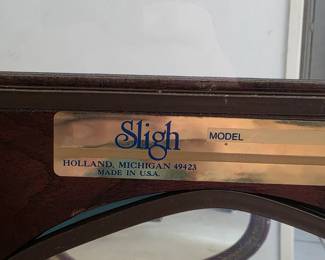 Sligh MODEL
HOLLAND, MICHIGAN 49423
MADE IN U.S.A.